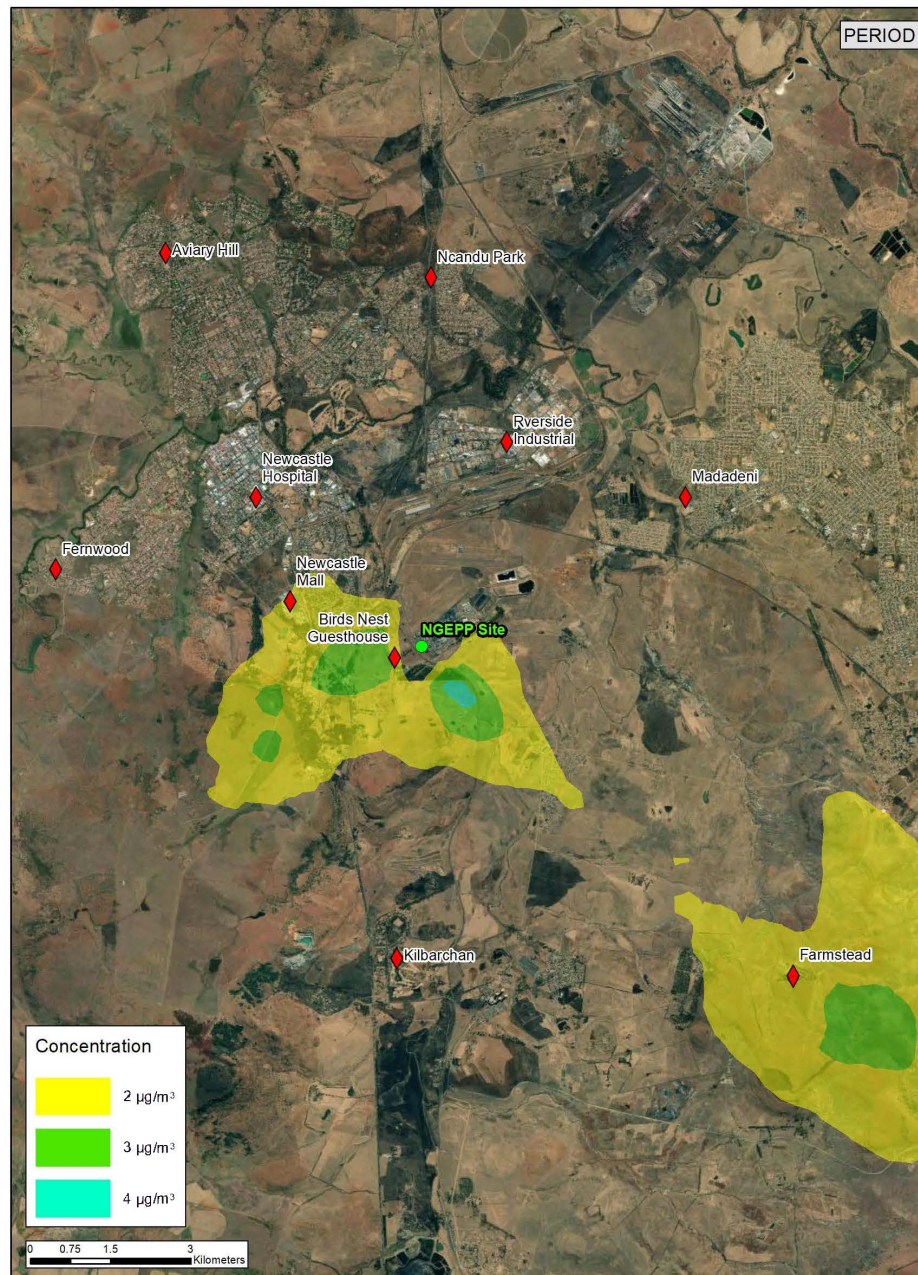 PERIOD
Aviary Hill
Ncandu Park
Rverside
Industrial
Newcastle
Hospital
Madadeni
Fernwood
Newcastle
Mall
Birds Nest
Guesthouse
NGEPP Site
Kilbarchan
Farmstead
Concentration
2 µg/m³
3 µg/m³
4 µg/m³
0 0.75 1.5 3
Kilometers